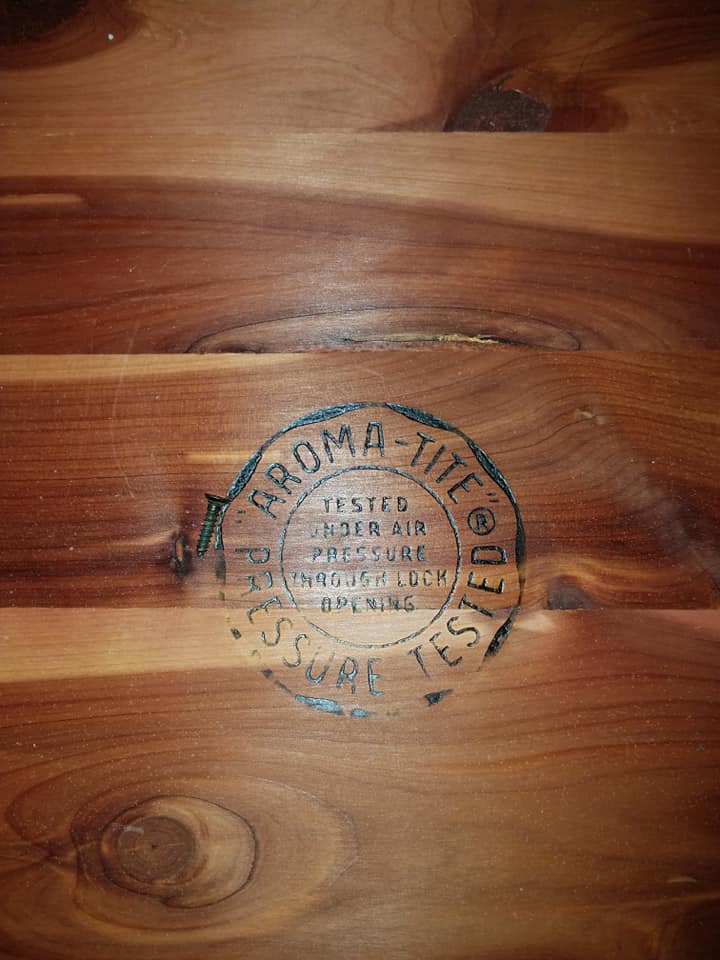 "AROMA-TITE"®
TESTED
UNDER AIR
PRESSURE
THROUGH LOCK
OPENING
PRESSURE TESTED